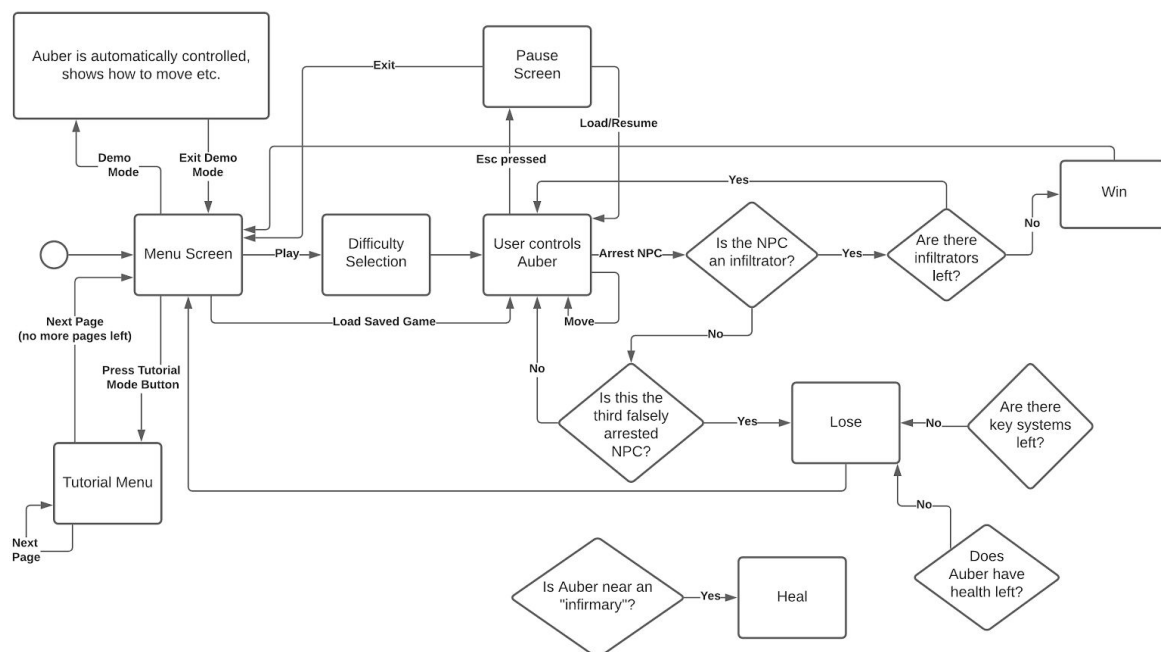 Auber is automatically controlled,
shows how to move etc.
Pause
Screen
Exit
Load/Resume
Demo
Mode
Exit Demo
Mode
Esc pressed
Yes
Win
No
Menu Screen
Play
Difficulty
Selection
User controls
Auber
Arrest NPC
Is the NPC
an infiltrator?
Yes
Are there
infiltrators
left?
Next Page
(no more pages left)
Load Saved Game
Move
No
Press Tutorial
Mode Button
No
Is this the
third falsely
arrested
NPC?
Yes
Lose
No
Are there
key systems
left?
Tutorial Menu
Next
Page
No
Does
Auber have
health left?
Is Auber near an
"infirmary"?
Yes
Heal